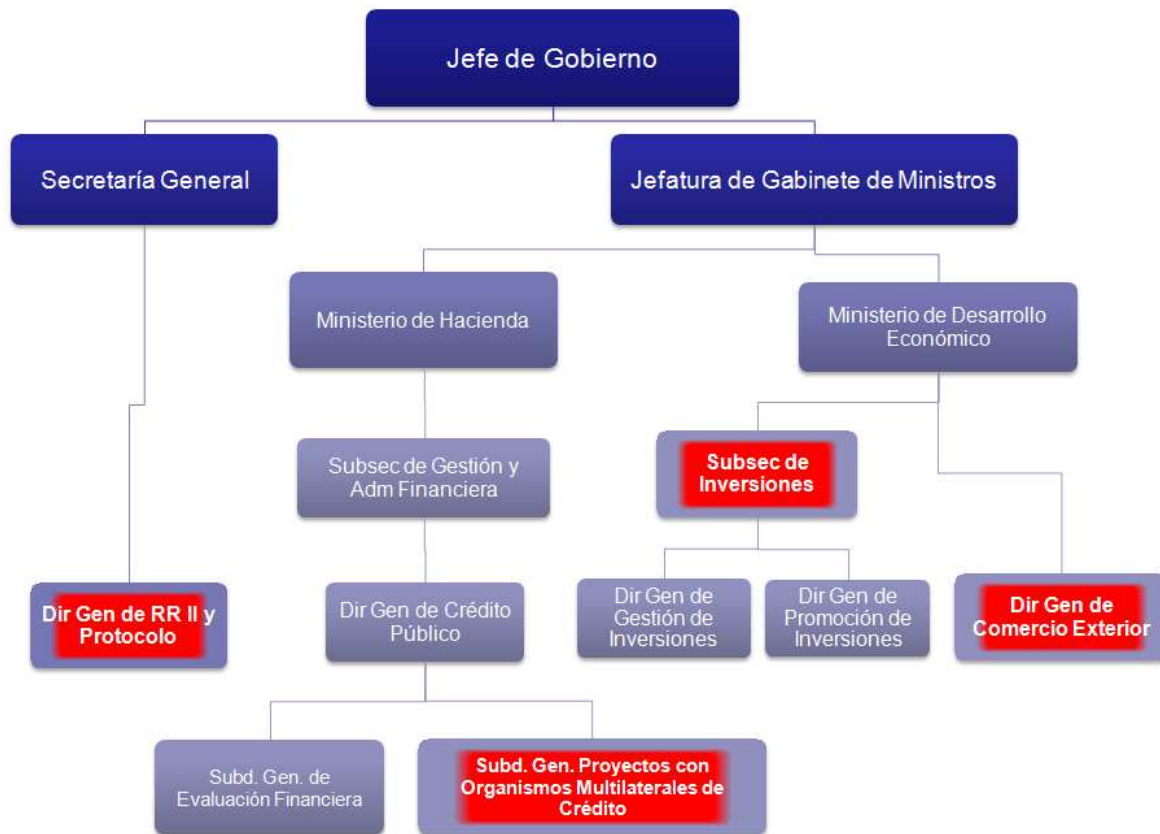 Jefe de Gobierno
Secretaría General
Jefatura de Gabinete de Ministros
Ministerio de Hacienda
Ministerio de Desarrollo
Económico
Subsec de Gestión y
Adm Financiera
Subsec de
Inversiones
Dir Gen de RR II y
Protocolo
Dir Gen de Crédito
Público
Dir Gen de
Gestión de
Inversiones
Dir Gen de
Promoción de
Inversiones
Dir Gen de
Comercio Exterior
Subd. Gen. de
Evaluación Financiera
Subd. Gen. Proyectos con
Organismos Multilaterales de
Crédito